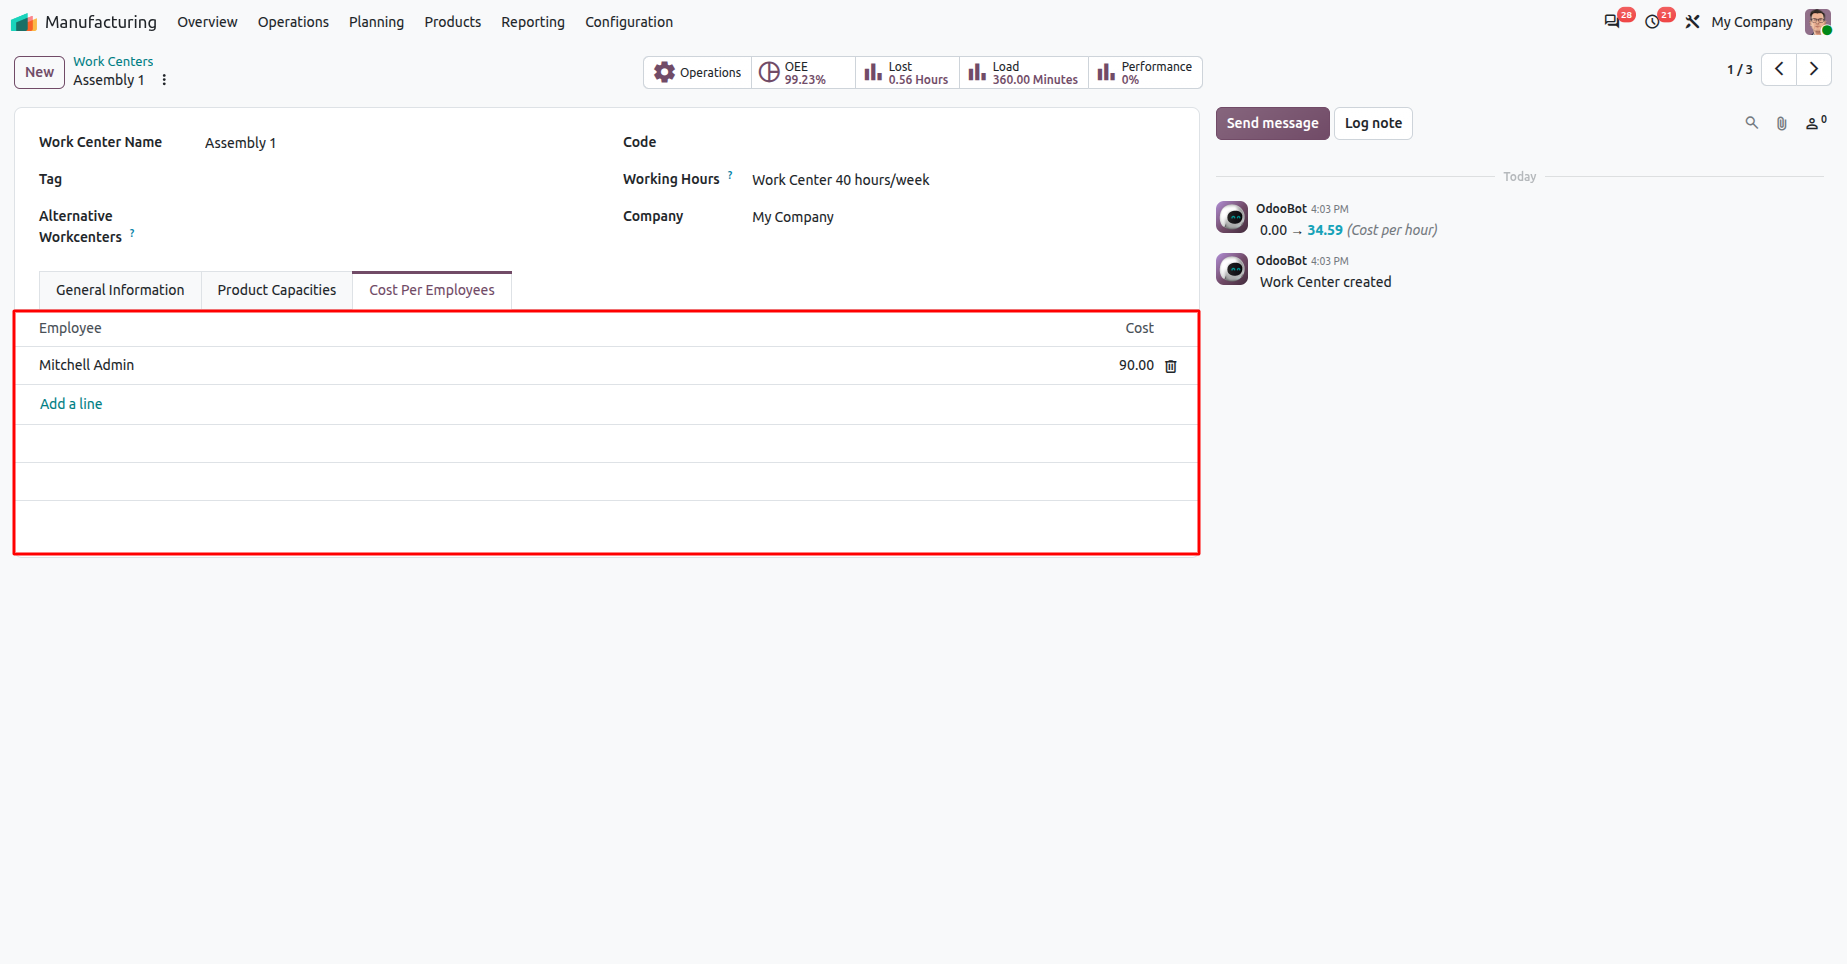 Manufacturing Overview Operations Planning Products Reporting Configuration 28 21 My Company
New Work Centers
Assembly 1
Operations
OEE
99.23%
Lost
0.56 Hours
Load
360.00 Minutes
Performance
0%
1 / 3
Work Center Name Assembly 1
Tag
Alternative
Workcenters ?
Code
Working Hours ? Work Center 40 hours/week
Company My Company
General Information Product Capacities Cost Per Employees
Employee Cost
Mitchell Admin 90.00
Add a line
Send message Log note 0
Today
OdooBot 4:03 PM
0.00 → 34.59 (Cost per hour)
OdooBot 4:03 PM
Work Center created